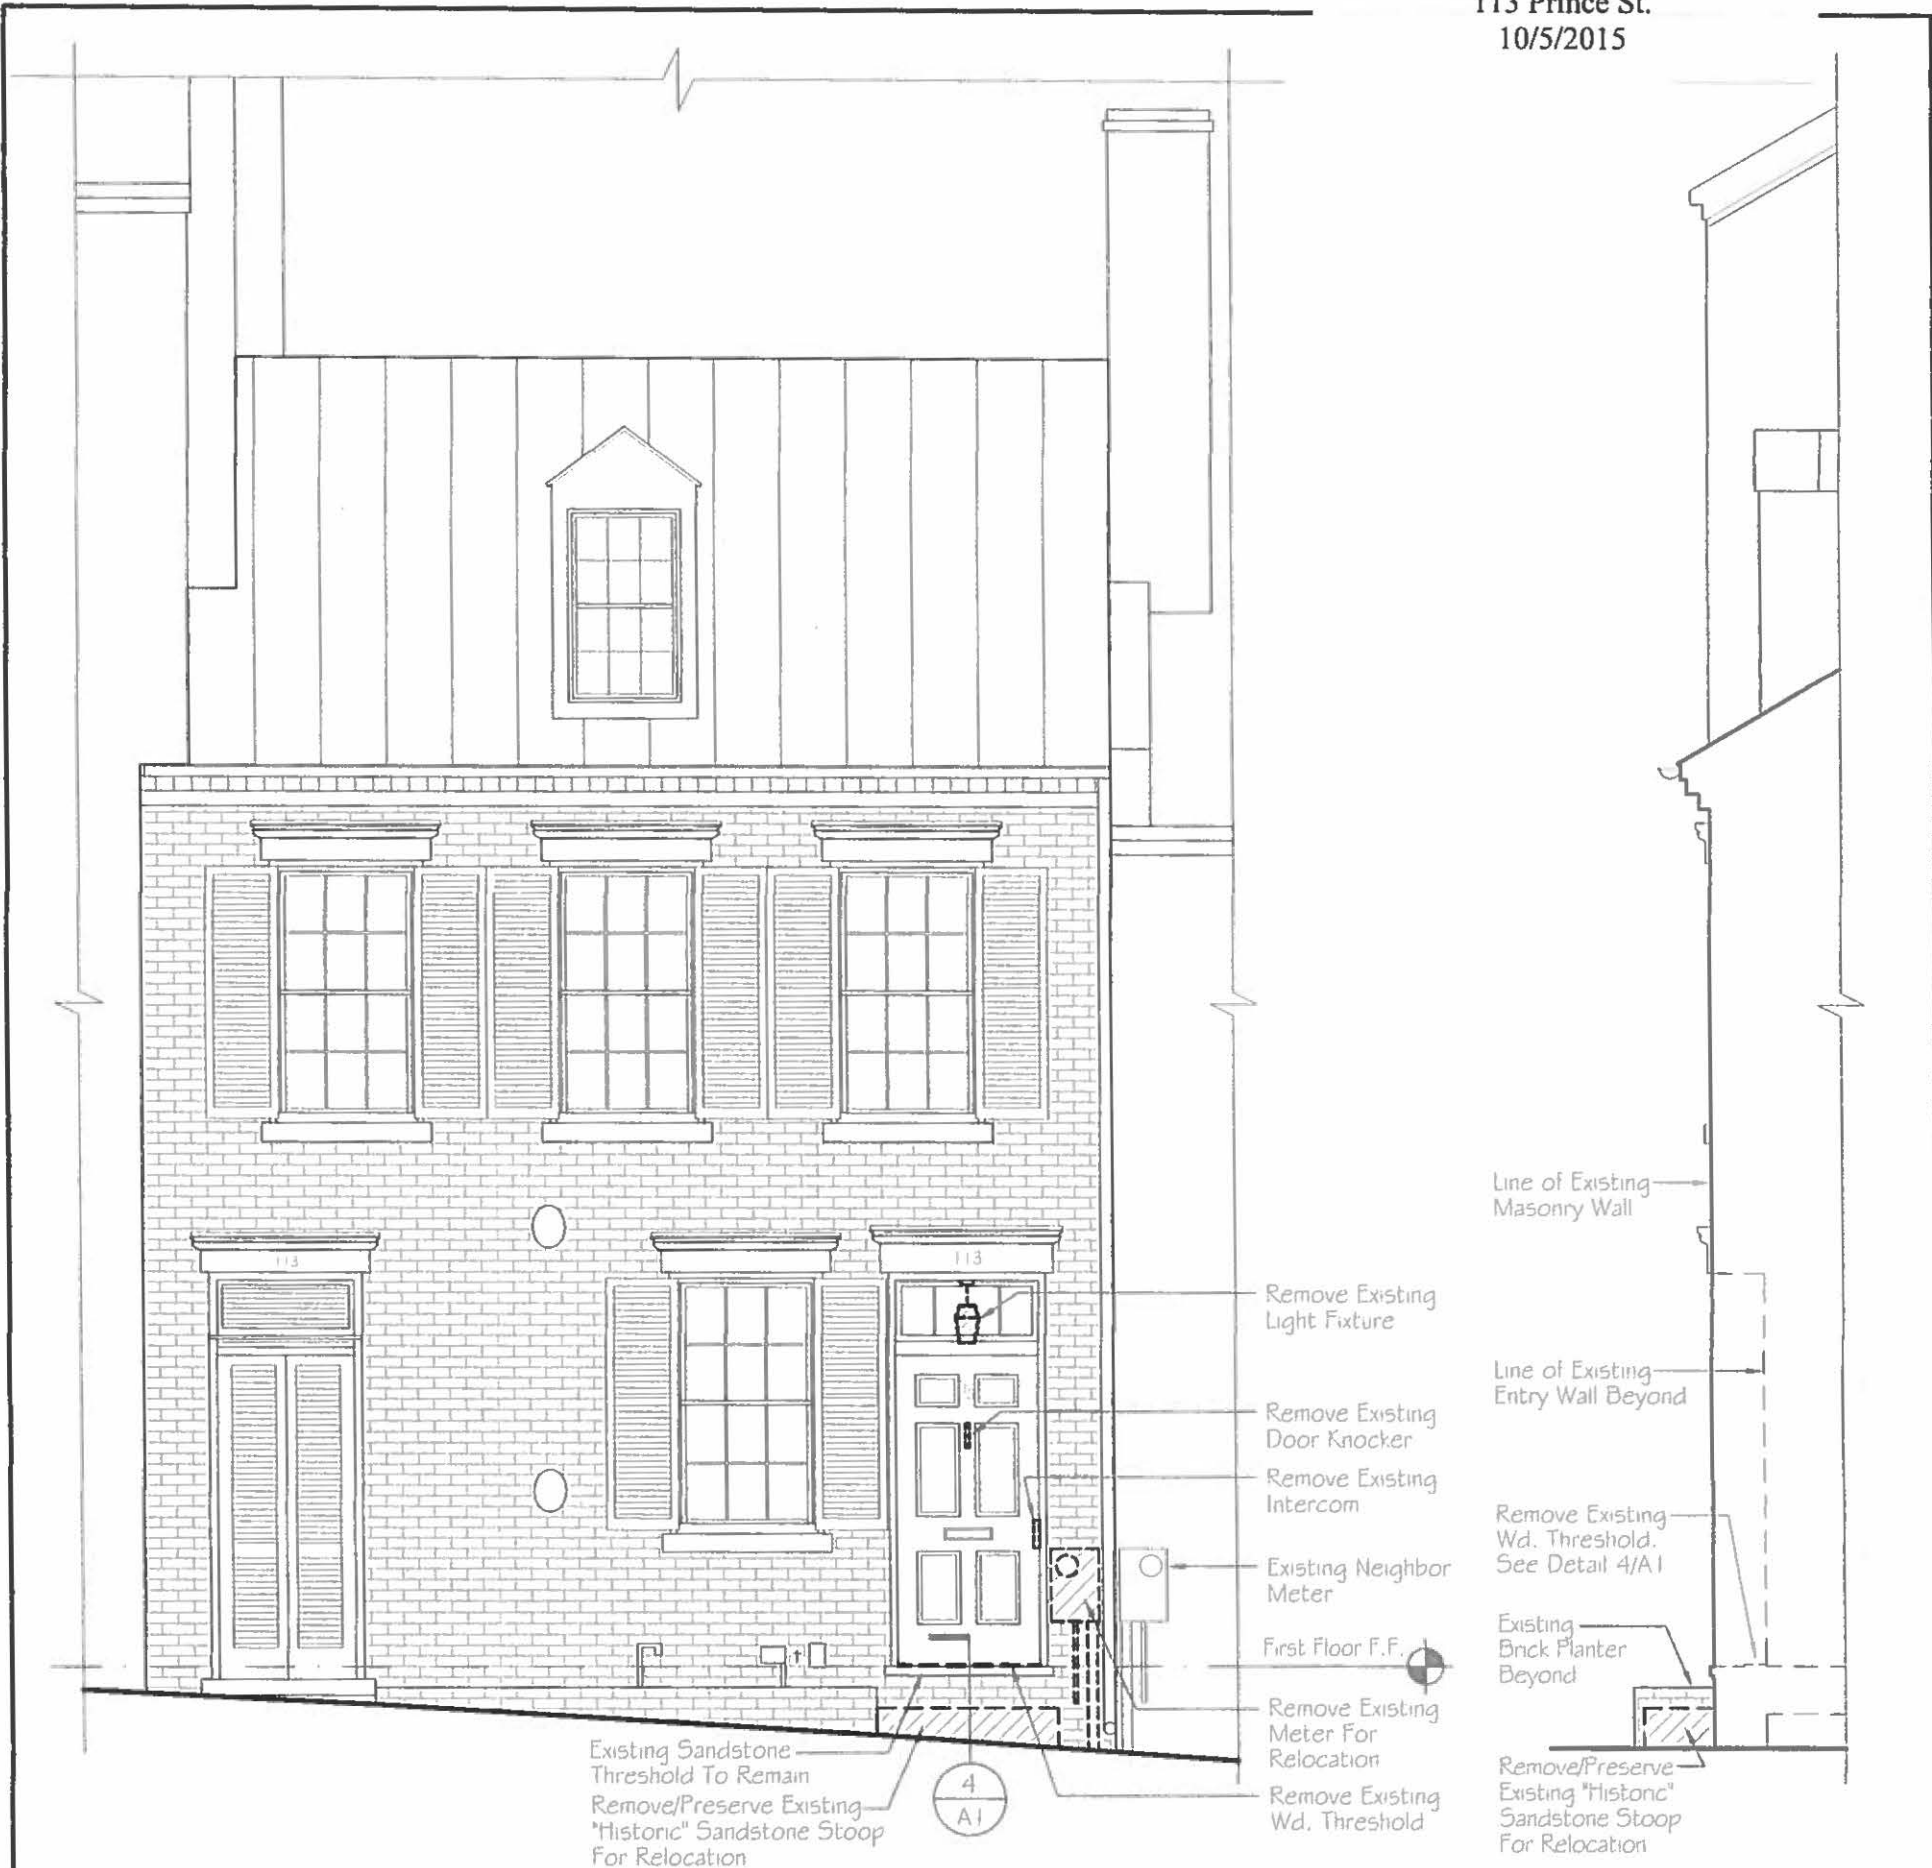 113 Prince St.
10/5/2015
113
113
Remove Existing
Light Fixture
Remove Existing
Door Knocker
Remove Existing
Intercom
Existing Neighbor
Meter
First Floor F.F.
Remove Existing
Meter For
Relocation
Remove Existing
Wd. Threshold
Existing Sandstone
Threshold To Remain
Remove/Preserve Existing
"Historic" Sandstone Stoop
For Relocation
4
A1
Line of Existing
Masonry Wall
Line of Existing
Entry Wall Beyond
Remove Existing
Wd. Threshold.
See Detail 4/A1
Existing
Brick Planter
Beyond
Remove/Preserve
Existing "Historic"
Sandstone Stoop
For Relocation